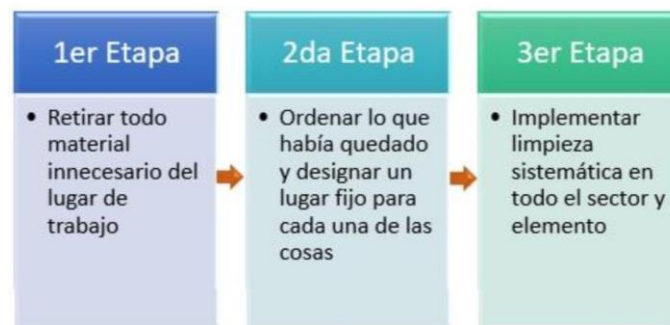 1er Etapa
• Retirar todo
material
innecesario del
lugar de
trabajo
2da Etapa
• Ordenar lo que
había quedado
y designar un
lugar fijo para
cada una de las
cosas
3er Etapa
• Implementar
limpieza
sistemática en
todo el sector y
elemento